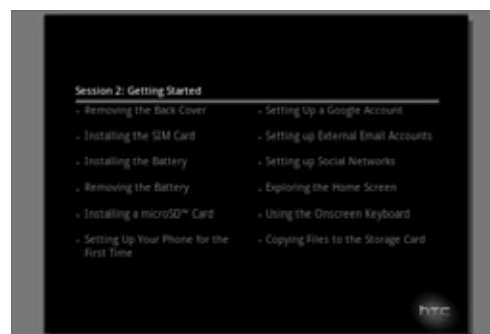 Session 2: Getting Started
- Removing the Back Cover
- Installing the SIM Card
- Installing the Battery
- Removing the Battery
- Installing a microSD™ Card
- Setting Up Your Phone for the
First Time
- Setting Up a Google Account
- Setting up External Email Accounts
- Setting up Social Networks
- Exploring the Home Screen
- Using the Onscreen Keyboard
- Copying Files to the Storage Card
hTC